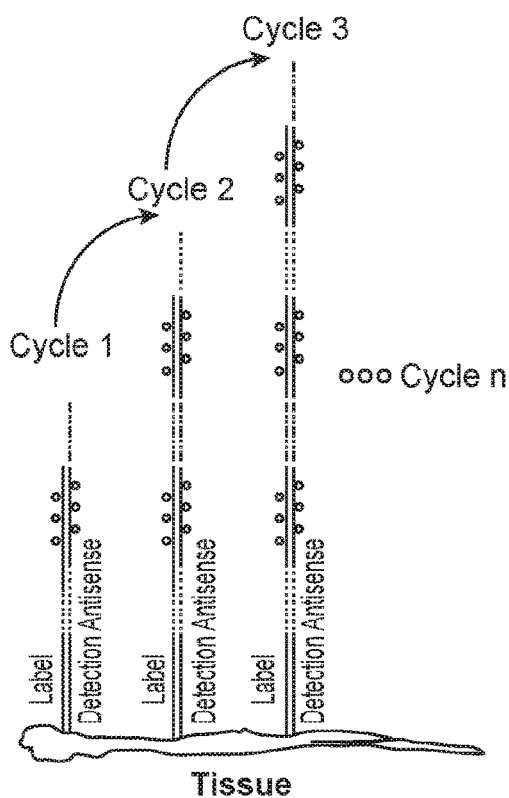 Cycle 3
Cycle 2
Cycle 1
ooo Cycle n
Label
Detection Antisense
Label
Detection Antisense
Label
Detection Antisense
Tissue